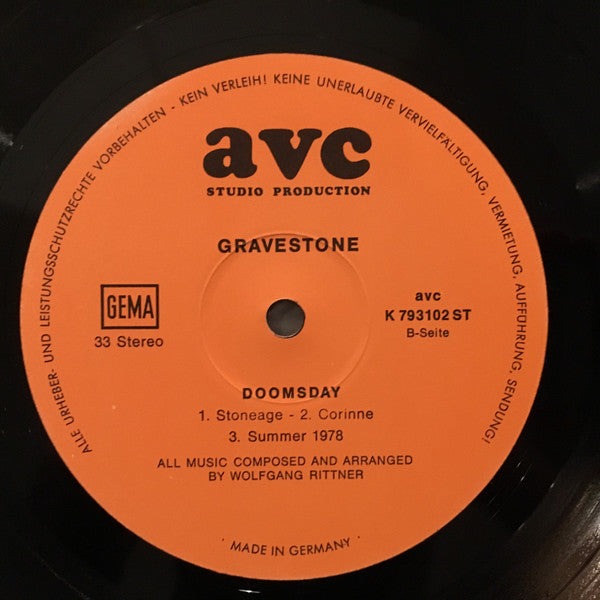 ALLE URHEBER- UND LEISTUNGSSCHUTZRECHTE VORBEHALTEN - KEIN VERLEIH! KEINE UNERLAUBTE VERVIELFÄLTIGUNG, VERMIETUNG, AUFFÜHRUNG, SENDUNG!
avc
STUDIO PRODUCTION
GRAVESTONE
GEMA
33 Stereo
avc
K 793102 ST
B-Seite
DOOMSDAY
1. Stoneage - 2. Corinne
3. Summer 1978
ALL MUSIC COMPOSED AND ARRANGED
BY WOLFGANG RITTNER
' MADE IN GERMANY '